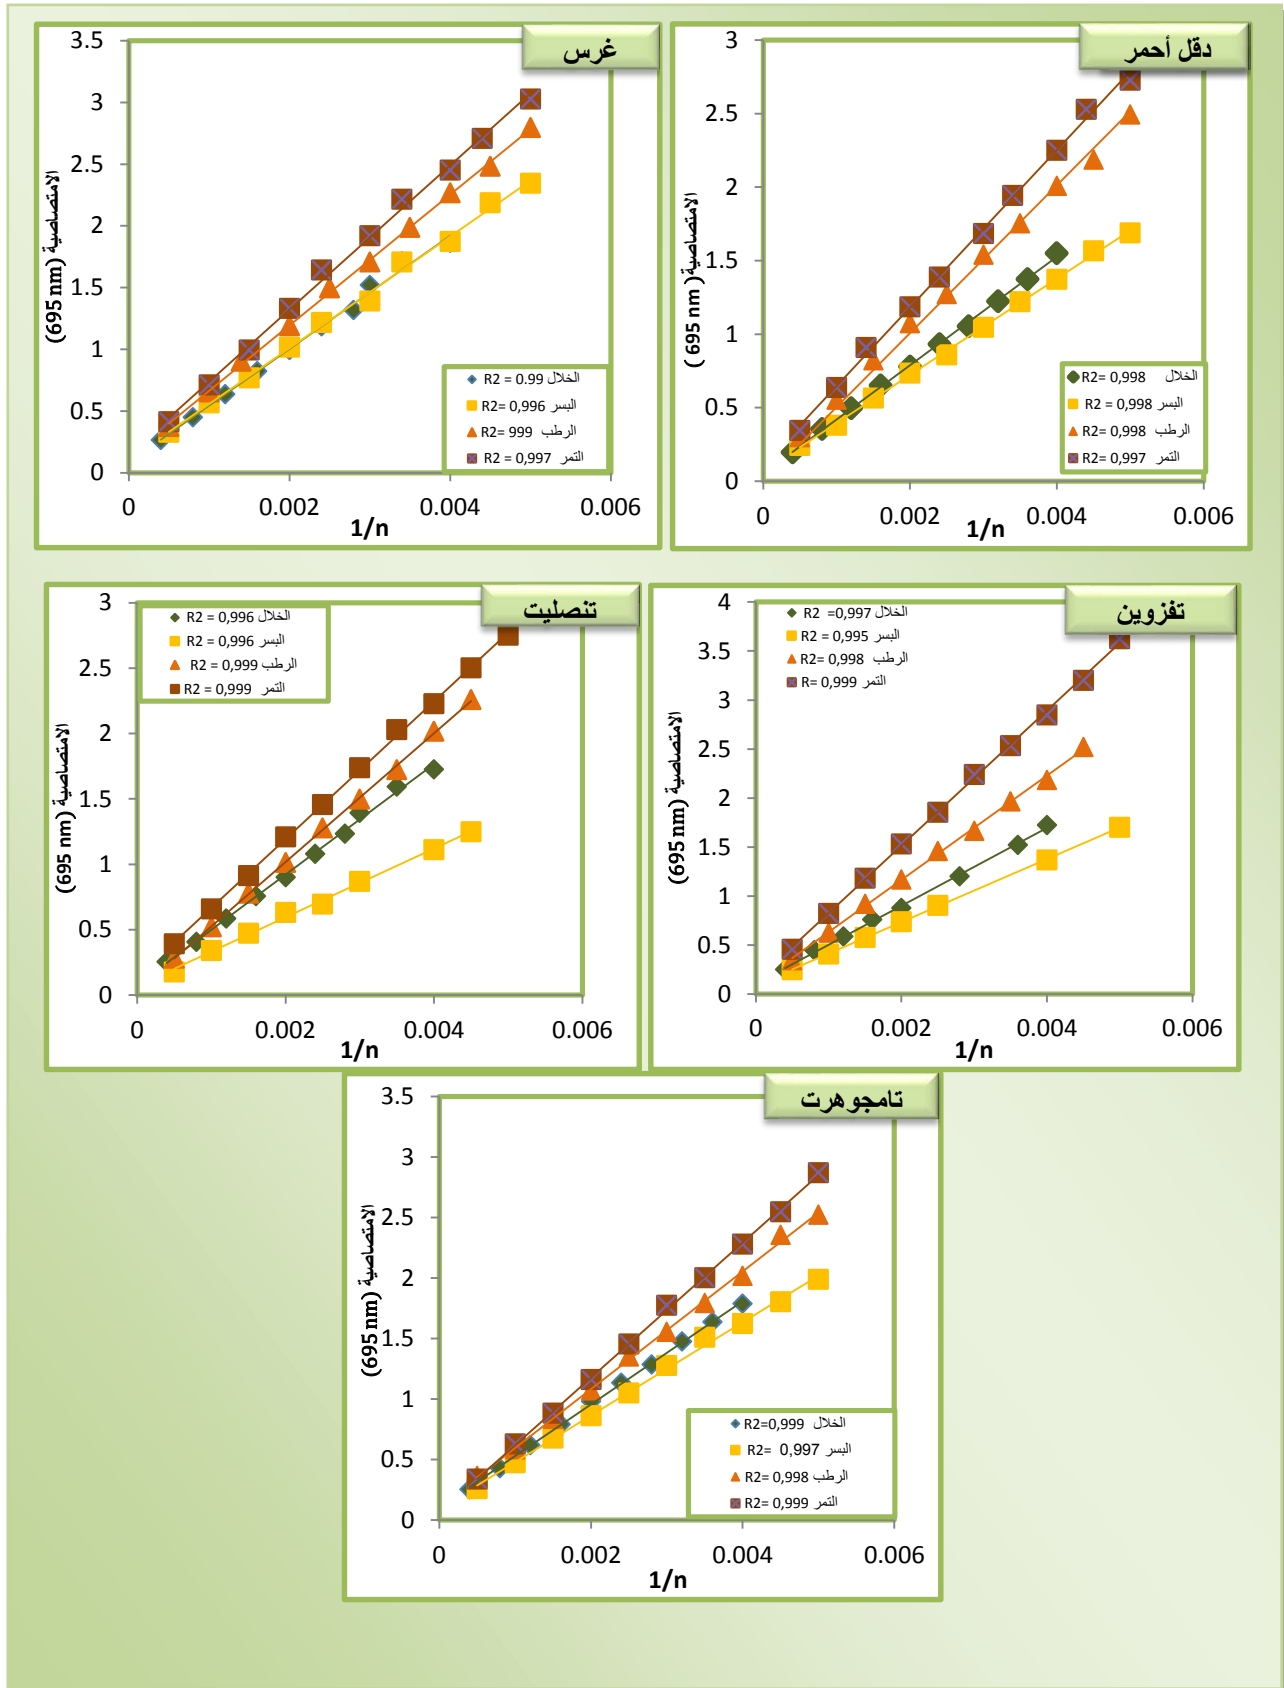 غرس
3.5
3
2.5
2
1.5
1
0.5
0
0
0.002
0.004
0.006
1/n
الامتصاصية (695 nm)
R2 = 0.99 الخلال
R2= 0,996 البسر
R2= 999 الرطب
R2 = 0,997 التمر
دقل أحمر
3
2.5
2
1.5
1
0.5
0
0
0.002
0.004
0.006
1/n
الامتصاصية ( 695 nm )
R2= 0,998 الخلال
R2 = 0,998 البسر
R2= 0,998 الرطب
R2= 0,997 التمر
تنصليت
3
2.5
2
1.5
1
0.5
0
0
0.002
0.004
0.006
1/n
الامتصاصية (695 nm)
R2 = 0,996 الخلال
R2 = 0,996 البسر
R2 = 0,999 الرطب
R2 = 0,999 التمر
تفزوين
4
3.5
3
2.5
2
1.5
1
0.5
0
0
0.002
0.004
0.006
1/n
الامتصاصية (695 nm)
R2 =0,997 الخلال
R2 = 0,995 البسر
R2= 0,998 الرطب
R= 0,999 التمر
تامجوهرت
3.5
3
2.5
2
1.5
1
0.5
0
0
0.002
0.004
0.006
1/n
الامتصاصية (695 nm)
R2=0,999 الخلال
R2= 0,997 البسر
R2= 0,998 الرطب
R2= 0,999 التمر